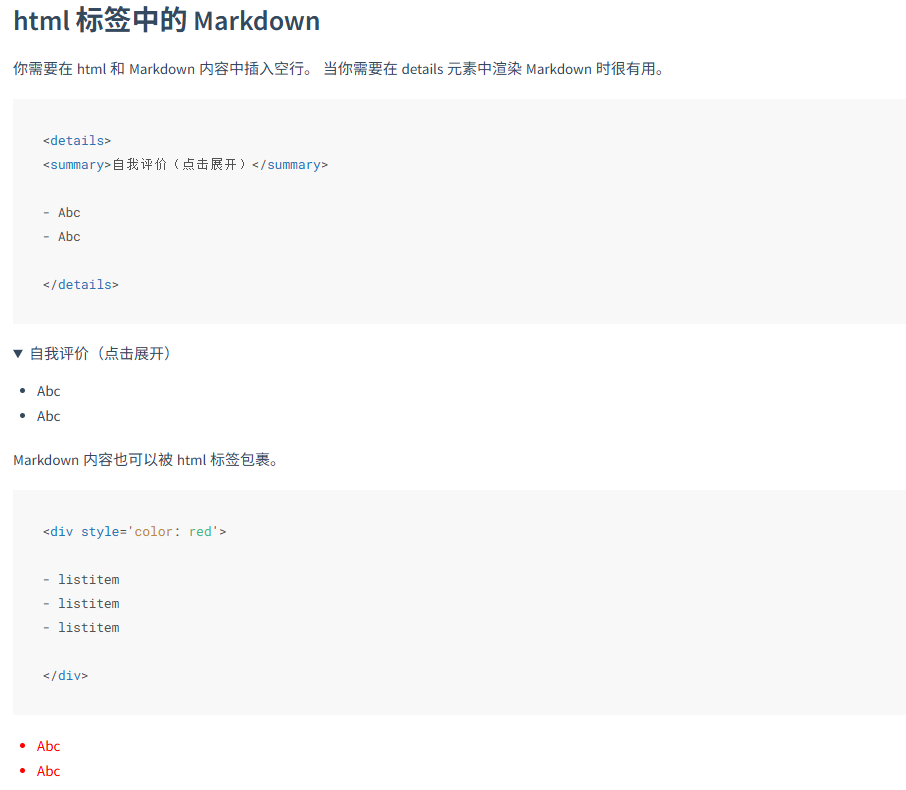 html 标签中的 Markdown
你需要在 html 和 Markdown 内容中插入空行。 当你需要在 details 元素中渲染 Markdown 时很有用。
<details>
<summary>自我评价（点击展开）</summary>
- Abc
- Abc
</details>
▼ 自我评价（点击展开）
• Abc
• Abc
Markdown 内容也可以被 html 标签包裹。
<div style='color: red'>
- listitem
- listitem
- listitem
</div>
• Abc
• Abc